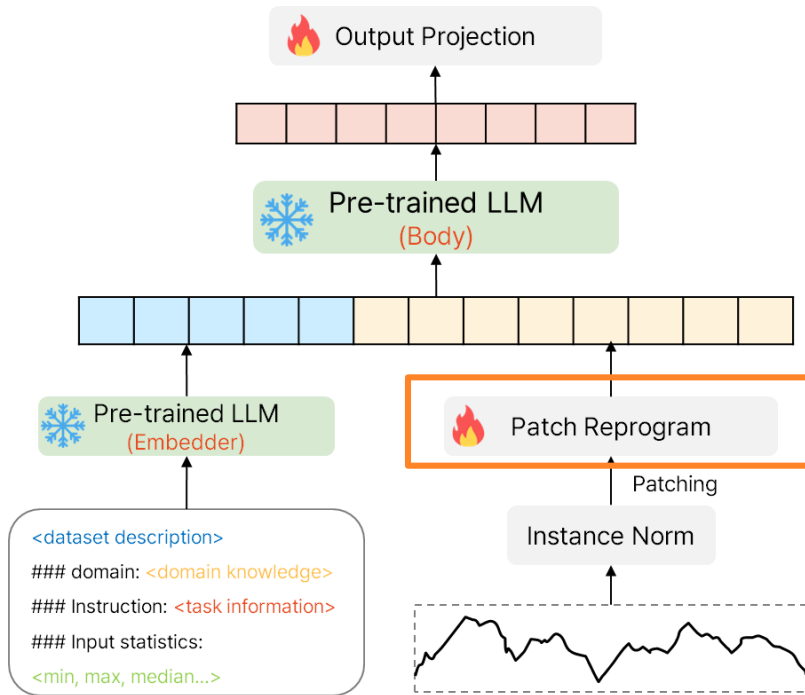 Output Projection
Pre-trained LLM
(Body)
Pre-trained LLM
(Embedder)
Patch Reprogram
Patching
Instance Norm
<dataset description>
### domain: <domain knowledge>
### Instruction: <task information>
### Input statistics:
<min, max, median...>